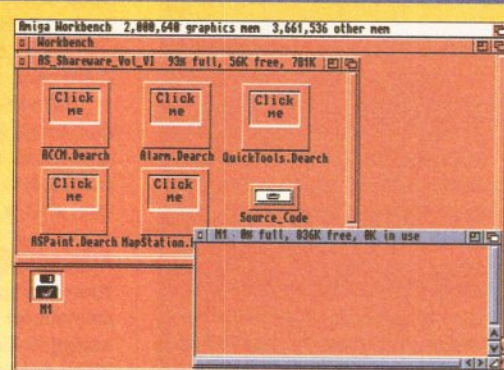 Amiga Workbench 2,000,640 graphics mem 3,661,536 other mem
Workbench
AS_Shareware_Vol_VI 93% full, 56K free, 781K
Click me
Click me
Click me
ACCM.Dearch
Alarm.Dearch
QuickTools.Dearch
Click me
Click me
ASPaint.Dearch
MapStation.
Source_Code
M1 0% full, 836K free, 0K in use
M1